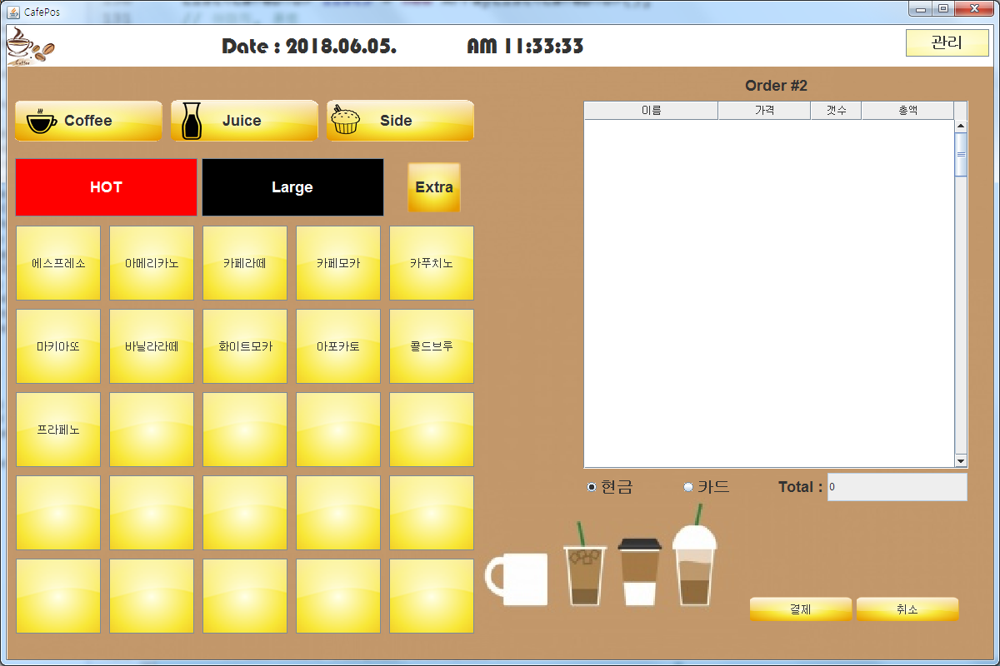 CafePos
Coffee
Date : 2018.06.05. AM 11:33:33
관리
Order #2
Coffee Juice Side
이름 가격 갯수 총액
HOT Large Extra
에스프레소 아메리카노 카페라떼 카페모카 카푸치노
마키아또 바닐라라떼 화이트모카 아포카토 콜드브루
프라페노
현금 카드 Total : 0
결제 취소